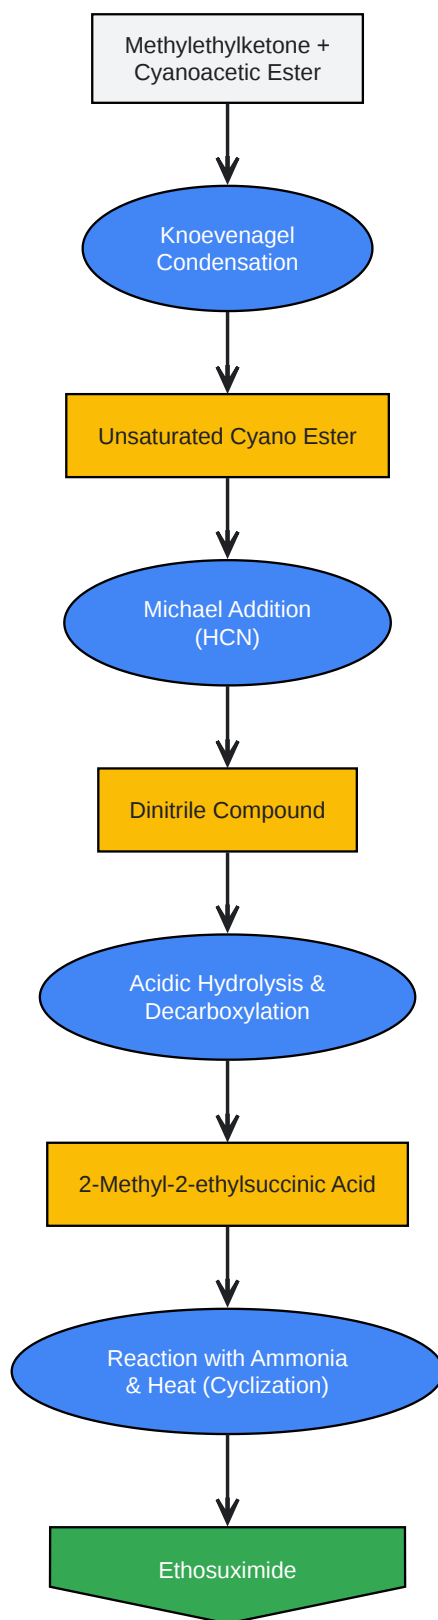 Methylethylketone +
Cyanoacetic Ester
Knoevenagel
Condensation
Unsaturated Cyano Ester
Michael Addition
(HCN)
Dinitrile Compound
Acidic Hydrolysis &
Decarboxylation
2-Methyl-2-ethylsuccinic Acid
Reaction with Ammonia
& Heat (Cyclization)
Ethosuximide